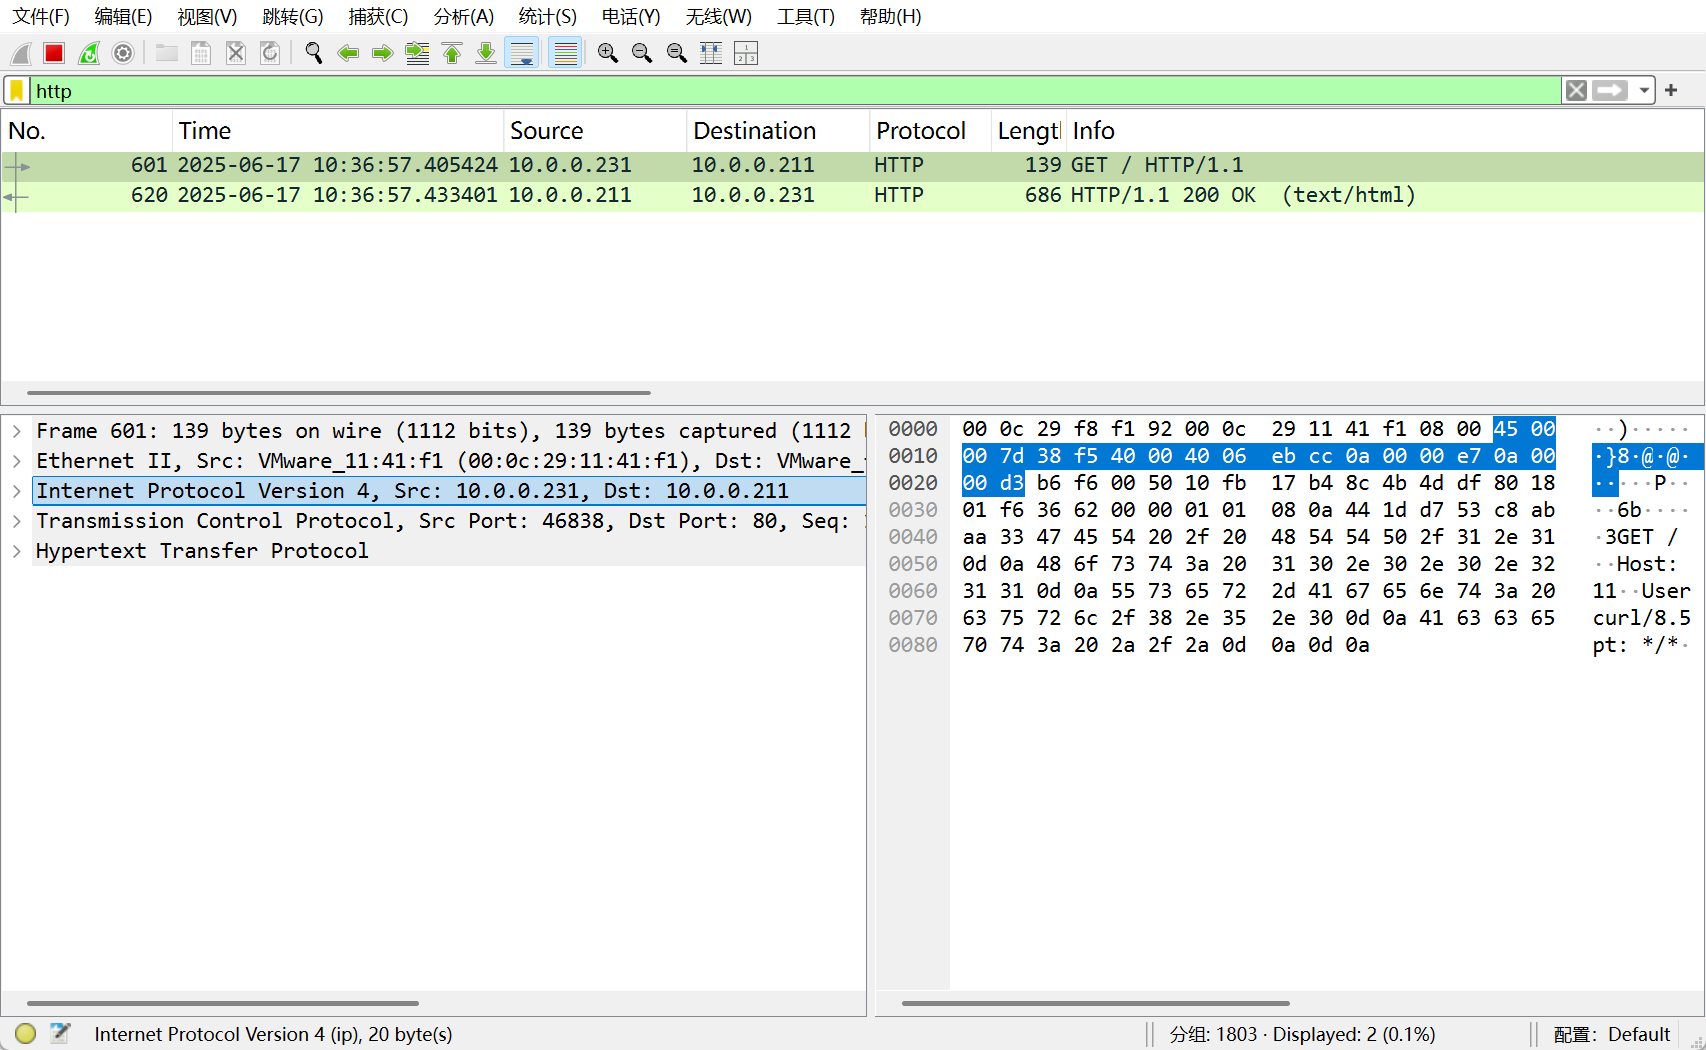 文件(F) 编辑(E) 视图(V) 跳转(G) 捕获(C) 分析(A) 统计(S) 电话(Y) 无线(W) 工具(T) 帮助(H)
http
No. Time Source Destination Protocol Lengt Info
601 2025-06-17 10:36:57.405424 10.0.0.231 10.0.0.211 HTTP 139 GET / HTTP/1.1
620 2025-06-17 10:36:57.433401 10.0.0.211 10.0.0.231 HTTP 686 HTTP/1.1 200 OK (text/html)
Frame 601: 139 bytes on wire (1112 bits), 139 bytes captured (1112
Ethernet II, Src: VMware_11:41:f1 (00:0c:29:11:41:f1), Dst: VMware_
Internet Protocol Version 4, Src: 10.0.0.231, Dst: 10.0.0.211
Transmission Control Protocol, Src Port: 46838, Dst Port: 80, Seq:
Hypertext Transfer Protocol
0000 00 0c 29 f8 f1 92 00 0c 29 11 41 f1 08 00 45 00 ··)·····
0010 00 7d 38 f5 40 00 40 06 eb cc 0a 00 00 e7 0a 00 ·}8·@·@·
0020 00 d3 b6 f6 00 50 10 fb 17 b4 8c 4b 4d df 80 18 ·····P··
0030 01 f6 36 62 00 00 01 01 08 0a 44 1d d7 53 c8 ab ··6b····
0040 aa 33 47 45 54 20 2f 20 48 54 54 50 2f 31 2e 31 ·3GET /
0050 0d 0a 48 6f 73 74 3a 20 31 30 2e 30 2e 30 2e 32 ··Host:
0060 31 31 0d 0a 55 73 65 72 2d 41 67 65 6e 74 3a 20 11··User
0070 63 75 72 6c 2f 38 2e 35 2e 30 0d 0a 41 63 63 65 curl/8.5
0080 70 74 3a 20 2a 2f 2a 0d 0a 0d 0a pt: */*·
Internet Protocol Version 4 (ip), 20 byte(s) 分组: 1803 · Displayed: 2 (0.1%) 配置: Default